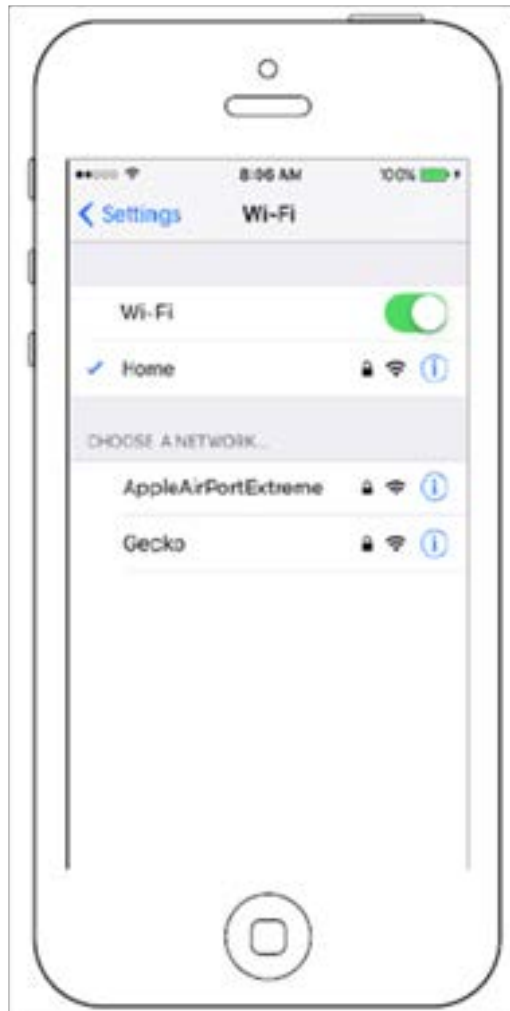 8:06 AM 100%
Settings Wi-Fi
Wi-Fi
Home
CHOOSE A NETWORK...
AppleAirPortExtreme
Gecko